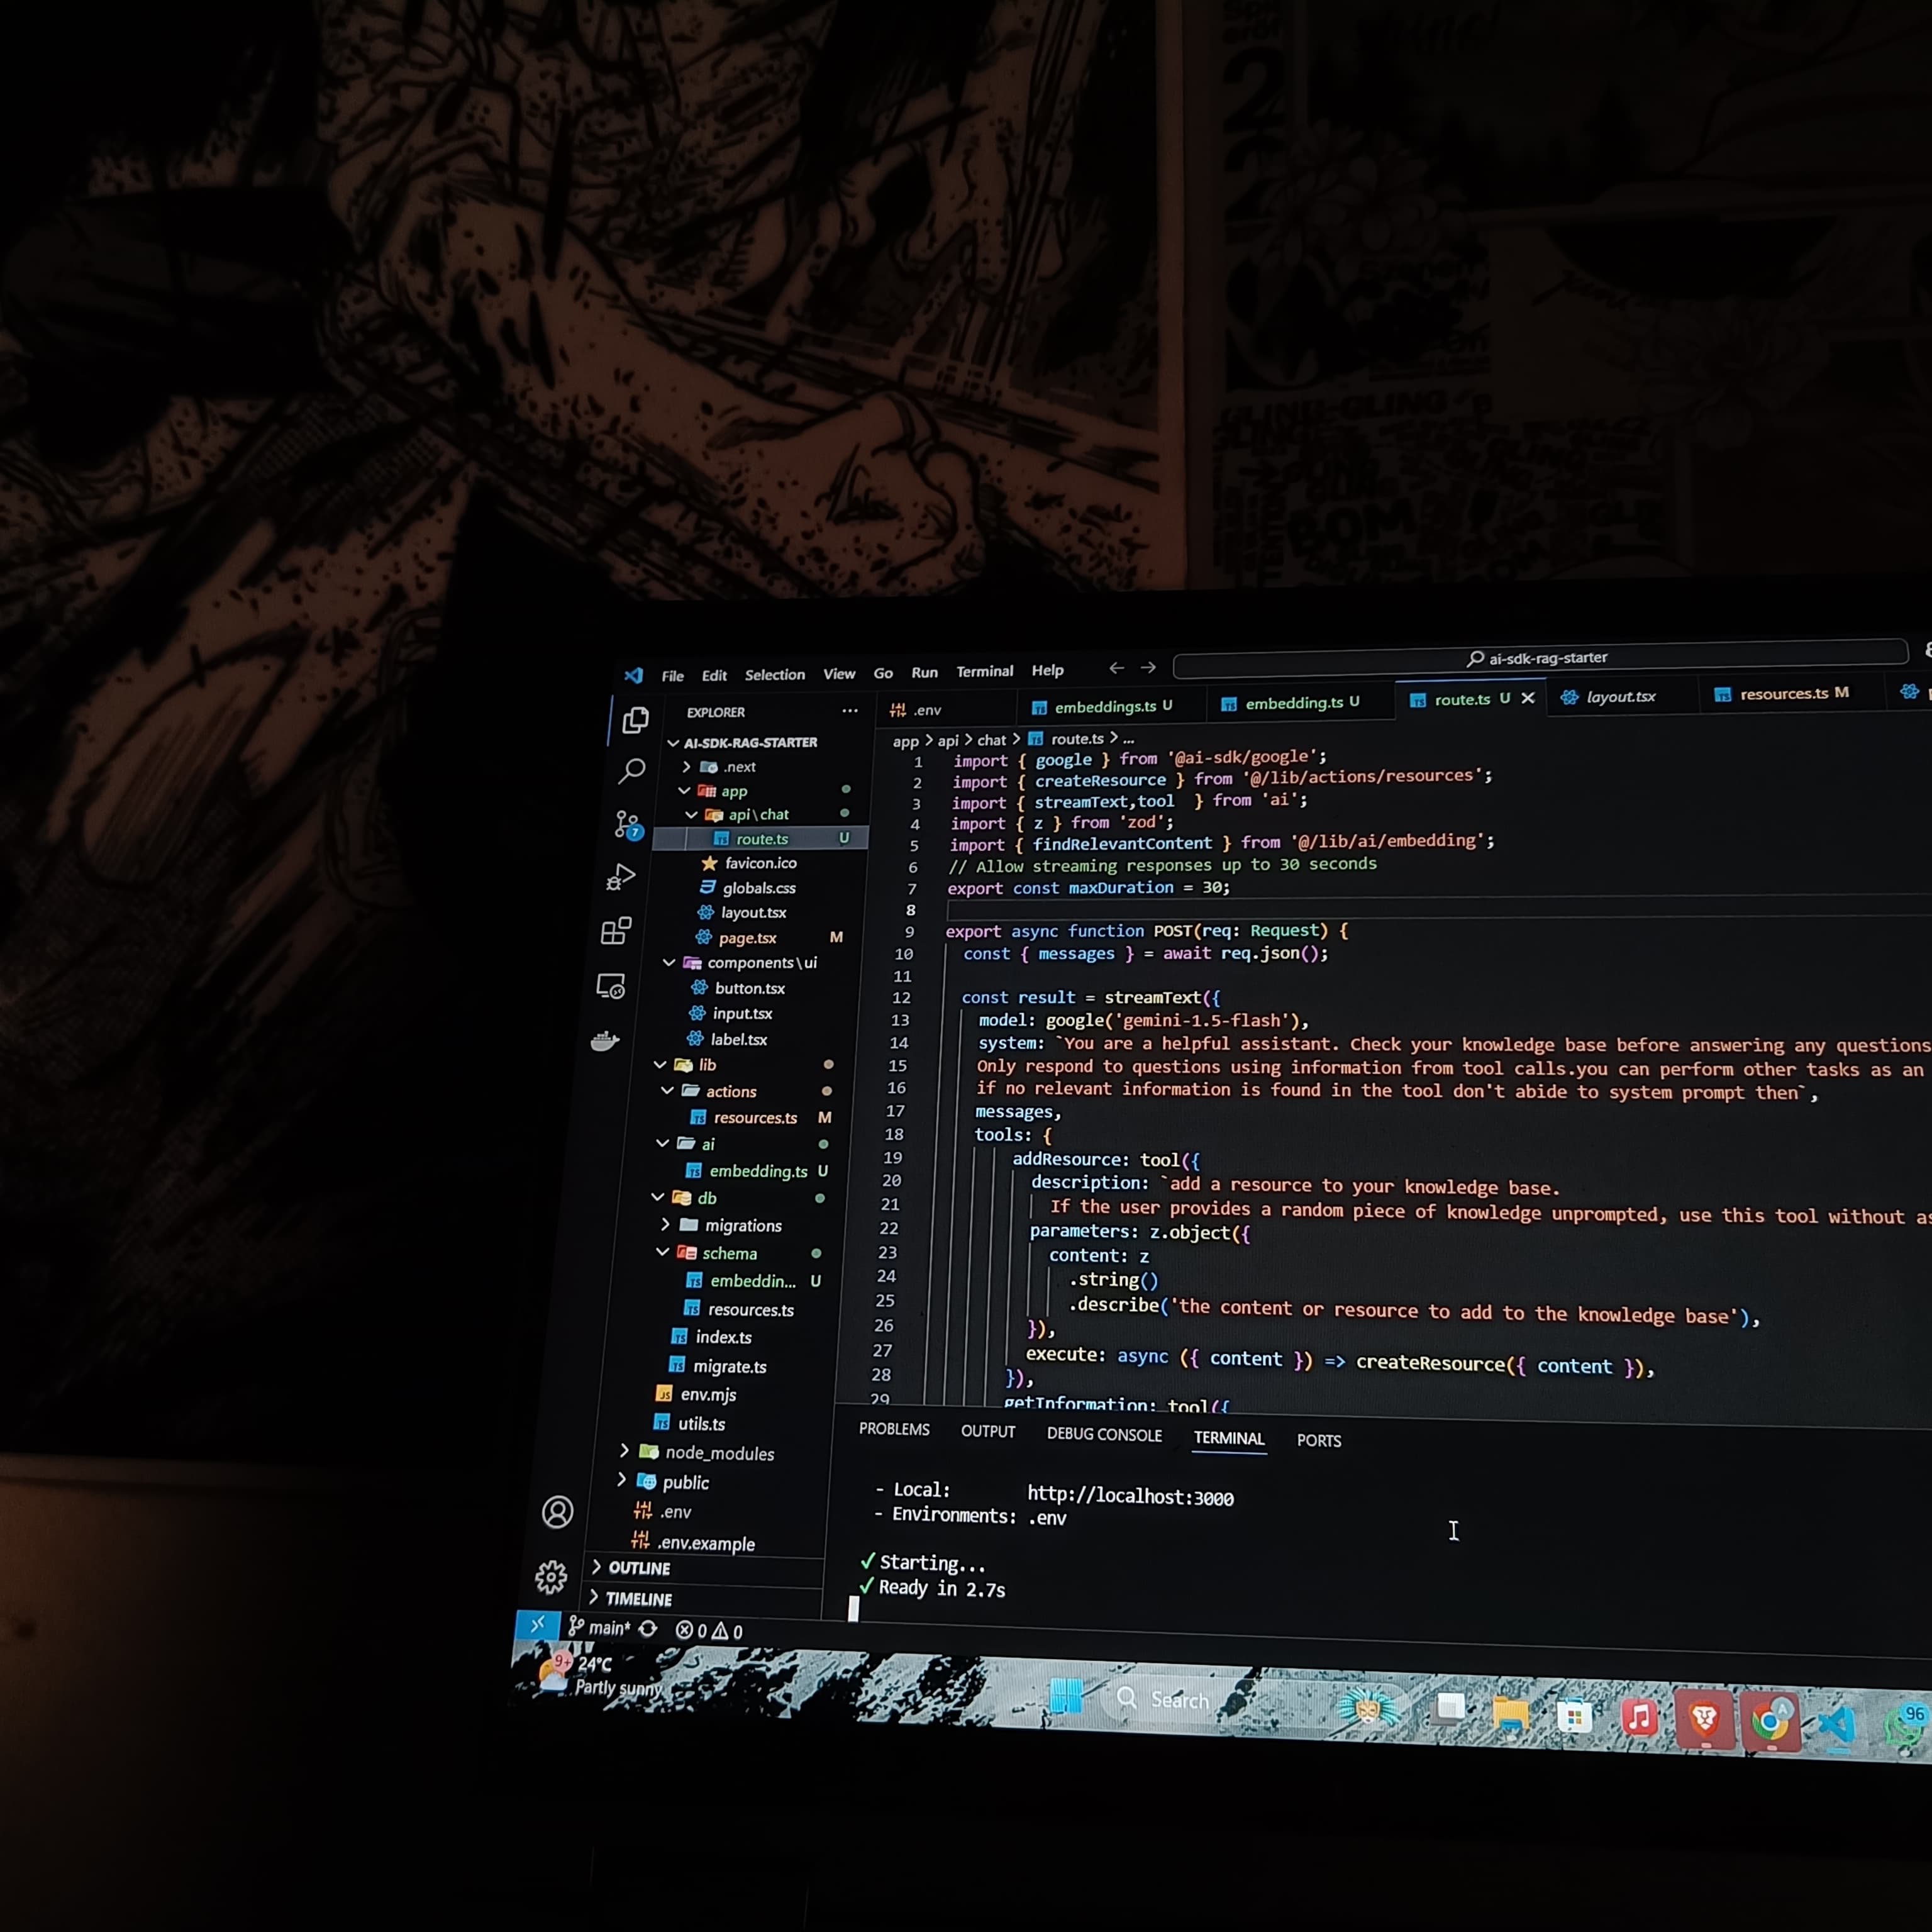 2
2
GLING-GLING
BOM
File Edit Selection View Go Run Terminal Help
ai-sdk-rag-starter
EXPLORER
AI-SDK-RAG-STARTER
.next
app
api\chat
route.ts U
favicon.ico
globals.css
layout.tsx
page.tsx M
components\ui
button.tsx
input.tsx
label.tsx
lib
actions
resources.ts M
ai
embedding.ts U
db
migrations
schema
embeddin... U
resources.ts
index.ts
migrate.ts
env.mjs
utils.ts
node_modules
public
.env
.env.example
OUTLINE
TIMELINE
7
.env embeddings.ts U embedding.ts U route.ts U layout.tsx resources.ts M
app > api > chat > route.ts > ...
1 import { google } from '@ai-sdk/google';
2 import { createResource } from '@/lib/actions/resources';
3 import { streamText,tool } from 'ai';
4 import { z } from 'zod';
5 import { findRelevantContent } from '@/lib/ai/embedding';
6 // Allow streaming responses up to 30 seconds
7 export const maxDuration = 30;
8
9 export async function POST(req: Request) {
10 const { messages } = await req.json();
11
12 const result = streamText({
13 model: google('gemini-1.5-flash'),
14 system: `You are a helpful assistant. Check your knowledge base before answering any questions
15 Only respond to questions using information from tool calls.you can perform other tasks as an
16 if no relevant information is found in the tool don't abide to system prompt then`,
17 messages,
18 tools: {
19 addResource: tool({
20 description: `add a resource to your knowledge base.
21 If the user provides a random piece of knowledge unprompted, use this tool without
22 parameters: z.object({
23 content: z
24 .string()
25 .describe('the content or resource to add to the knowledge base'),
26 }),
27 execute: async ({ content }) => createResource({ content }),
28 }),
29 getInformation: tool({
PROBLEMS OUTPUT DEBUG CONSOLE TERMINAL PORTS
- Local: http://localhost:3000
- Environments: .env
✓ Starting...
✓ Ready in 2.7s
main* 0 0
9+ 24°C
Partly sunny
Search
A
96